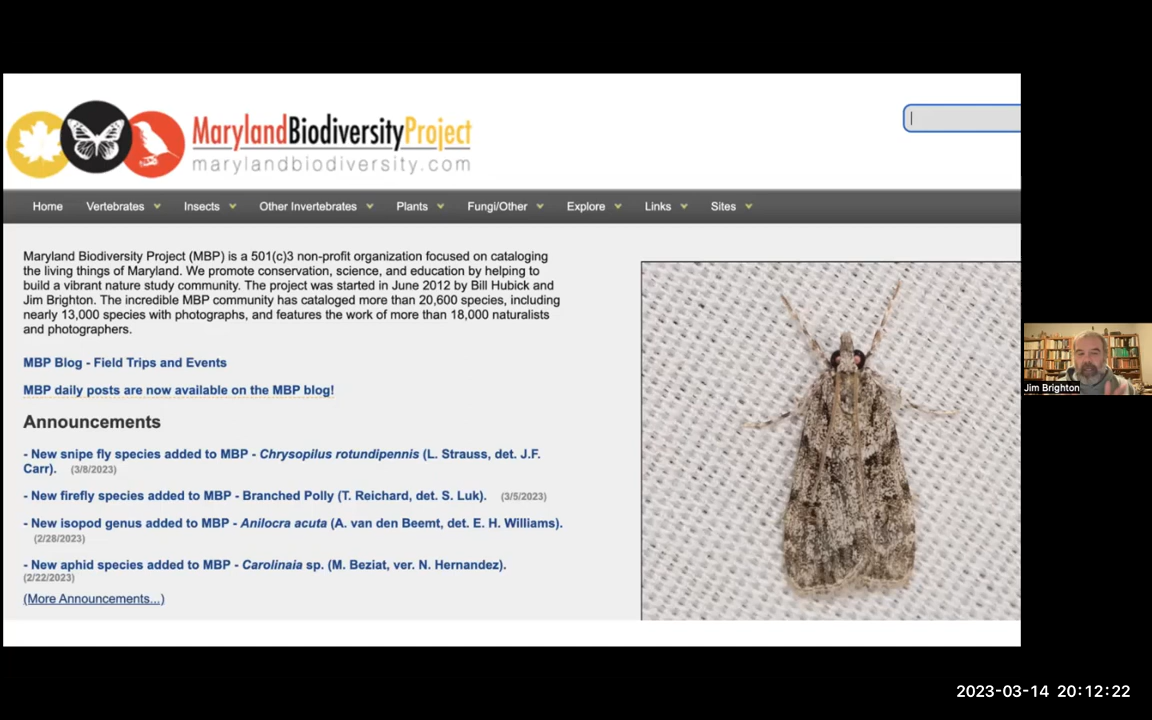 MarylandBiodiversityProject
marylandbiodiversity.com
Home Vertebrates Insects Other Invertebrates Plants Fungi/Other Explore Links Sites
Maryland Biodiversity Project (MBP) is a 501(c)3 non-profit organization focused on cataloging
the living things of Maryland. We promote conservation, science, and education by helping to
build a vibrant nature study community. The project was started in June 2012 by Bill Hubick and
Jim Brighton. The incredible MBP community has cataloged more than 20,600 species, including
nearly 13,000 species with photographs, and features the work of more than 18,000 naturalists
and photographers.
MBP Blog - Field Trips and Events
MBP daily posts are now available on the MBP blog!
Announcements
- New snipe fly species added to MBP - Chrysopilus rotundipennis (L. Strauss, det. J.F.
Carr). (3/8/2023)
- New firefly species added to MBP - Branched Polly (T. Reichard, det. S. Luk). (3/5/2023)
- New isopod genus added to MBP - Anilocra acuta (A. van den Beemt, det. E. H. Williams).
(2/28/2023)
- New aphid species added to MBP - Carolinaia sp. (M. Beziat, ver. N. Hernandez).
(2/22/2023)
(More Announcements...)
Jim Brighton
2023-03-14 20:12:22